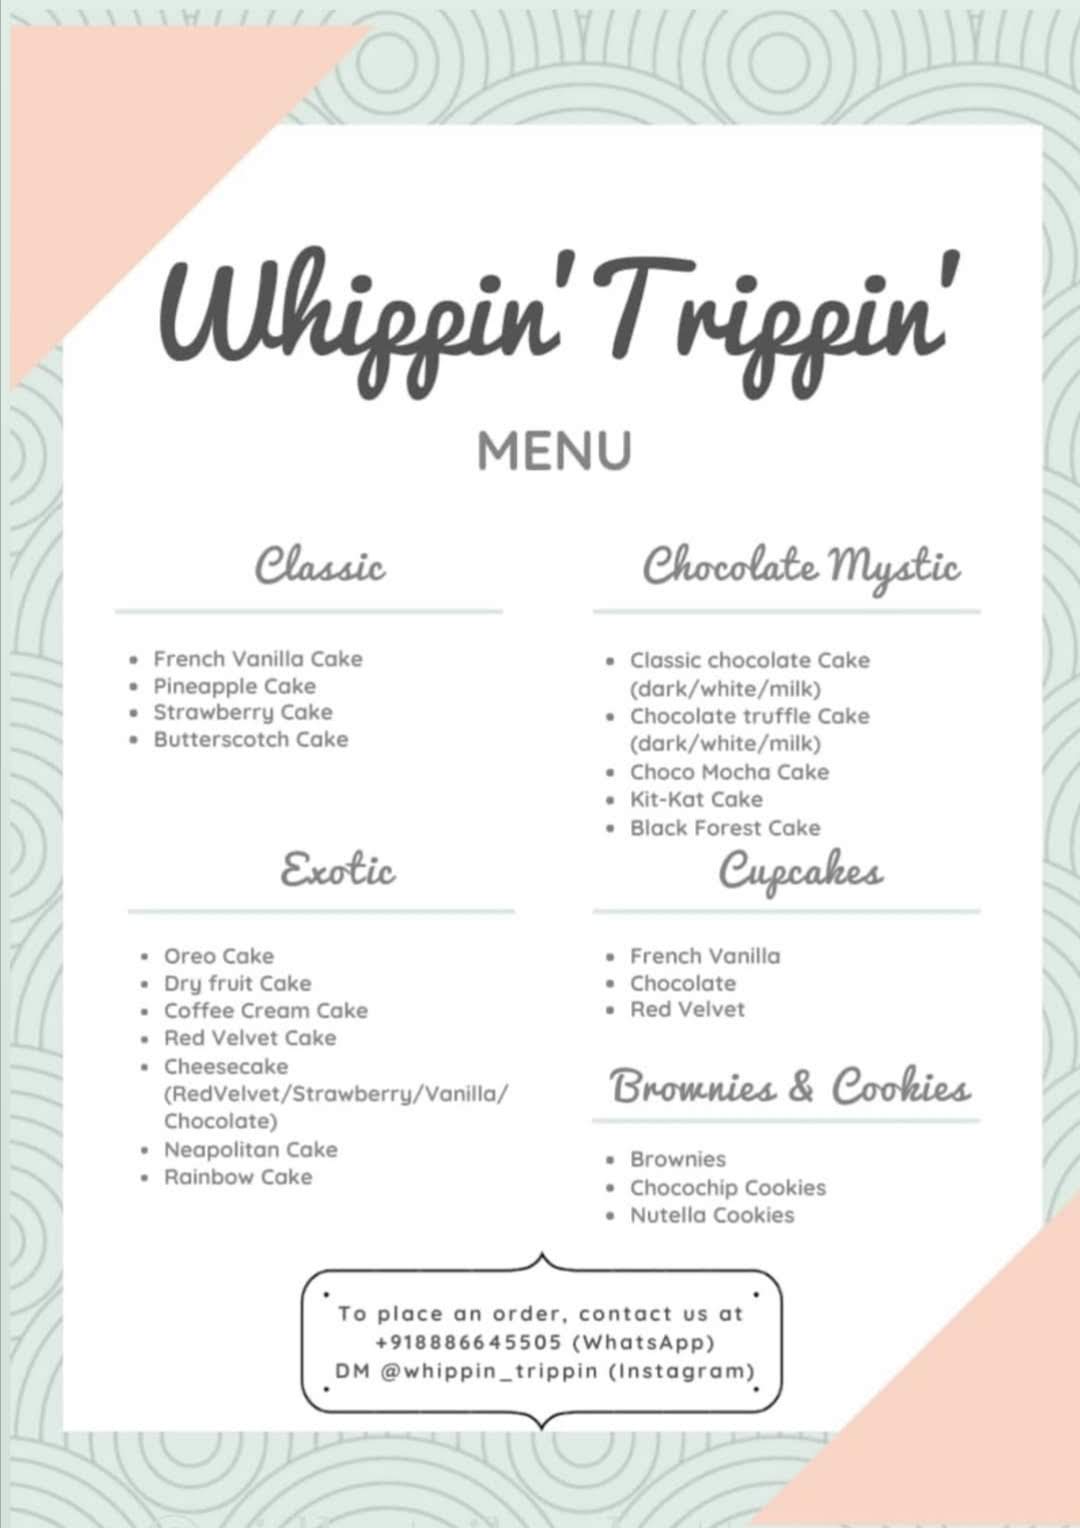 Whippin' Trippin'
MENU
Classic
• French Vanilla Cake
• Pineapple Cake
• Strawberry Cake
• Butterscotch Cake
Chocolate Mystic
• Classic chocolate Cake
(dark/white/milk)
• Chocolate truffle Cake
(dark/white/milk)
• Choco Mocha Cake
• Kit-Kat Cake
• Black Forest Cake
Exotic
• Oreo Cake
• Dry fruit Cake
• Coffee Cream Cake
• Red Velvet Cake
• Cheesecake
(RedVelvet/Strawberry/Vanilla/
Chocolate)
• Neapolitan Cake
• Rainbow Cake
Cupcakes
• French Vanilla
• Chocolate
• Red Velvet
Brownies & Cookies
• Brownies
• Chocochip Cookies
• Nutella Cookies
To place an order, contact us at
+918886645505 (WhatsApp)
DM @whippin_trippin (Instagram)